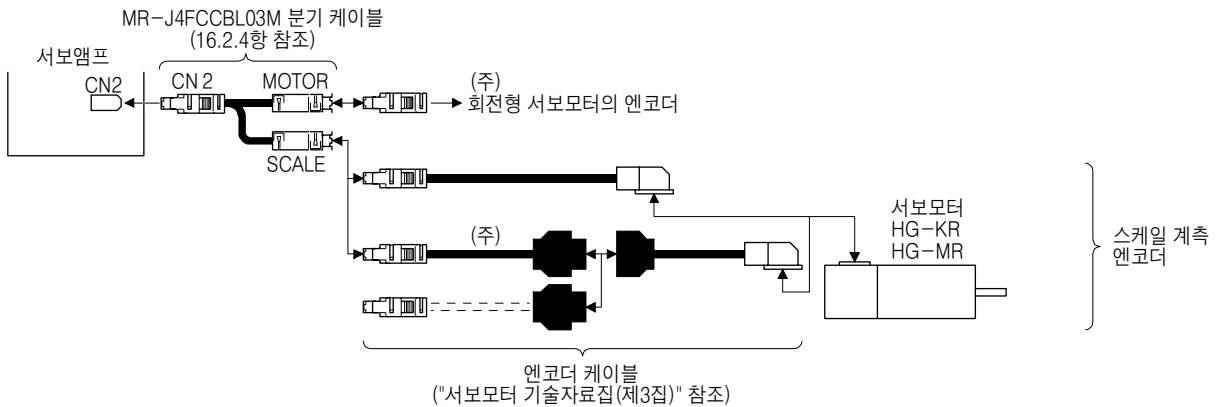 MR-J4FCCBL03M 분기 케이블
(16.2.4항 참조)
서보앰프
CN2
CN 2
MOTOR
(주)
회전형 서보모터의 엔코더
SCALE
서보모터
HG-KR
HG-MR
(주)
스케일 계측
엔코더
엔코더 케이블
("서보모터 기술자료집(제3집)" 참조)